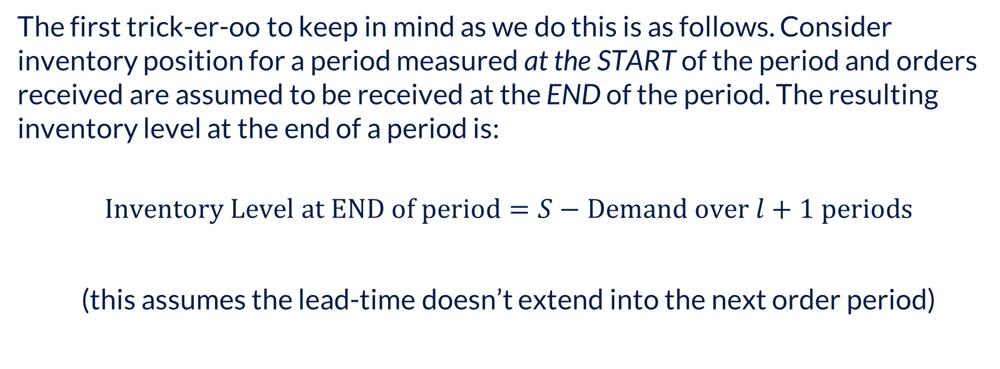 The first trick-er-oo to keep in mind as we do this is as follows. Consider
inventory position for a period measured at the START of the period and orders
received are assumed to be received at the END of the period. The resulting
inventory level at the end of a period is:
Inventory Level at END of period = S − Demand over l + 1 periods
(this assumes the lead-time doesn’t extend into the next order period)